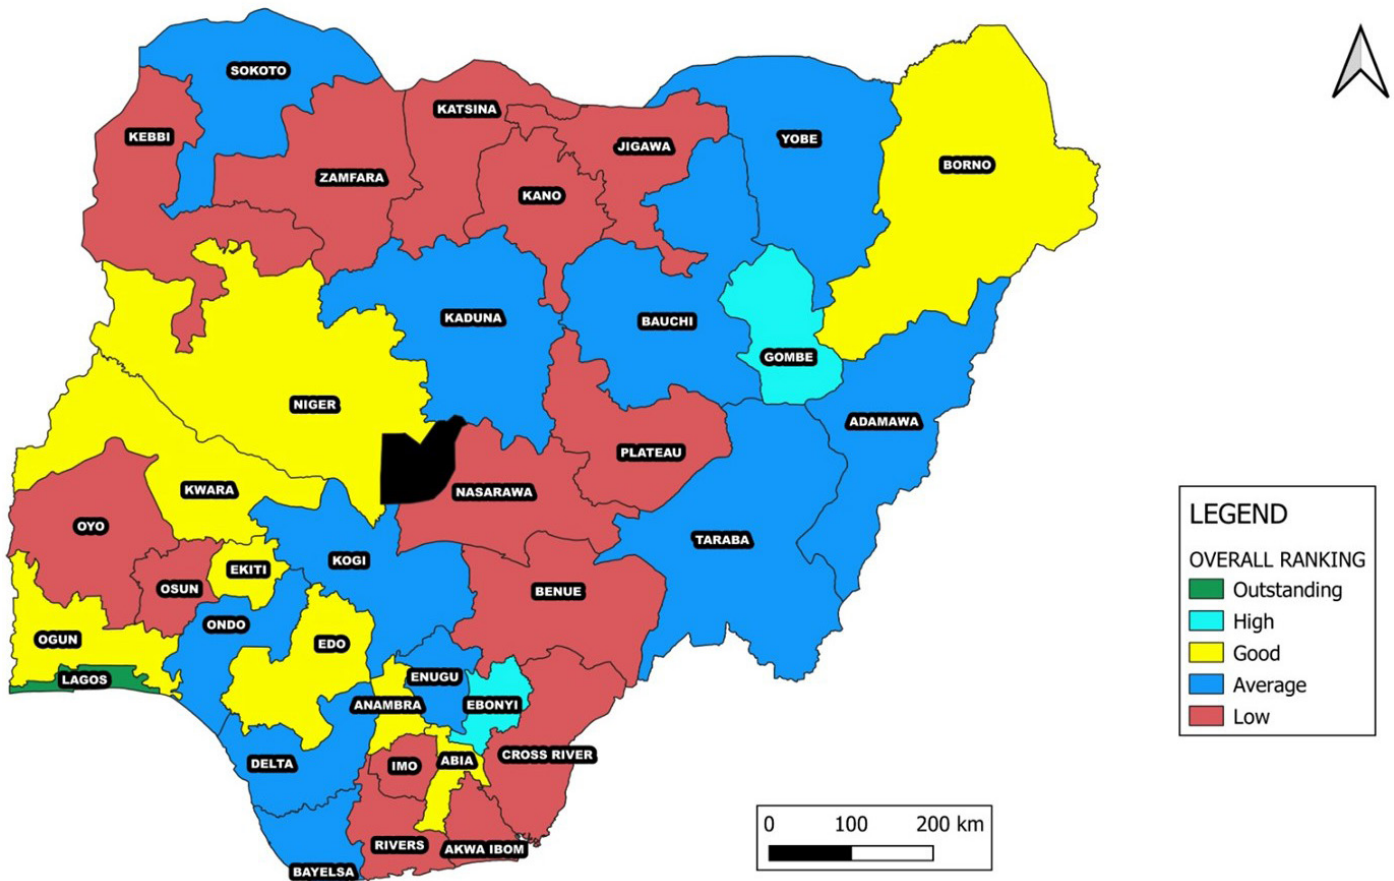 SOKOTO
KATSINA
KEBBI
YOBE
JIGAWA
BORNO
ZAMFARA
KANO
KADUNA
BAUCHI
GOMBE
NIGER
ADAMAWA
PLATEAU
KWARA
NASARAWA
OYO
TARABA
KOGI
EKITI
OSUN
BENUE
ONDO
OGUN
EDO
LAGOS
ENUGU
ANAMBRA
EBONYI
CROSS RIVER
DELTA
IMO
ABIA
RIVERS
AKWA IBOM
BAYELSA
LEGEND
OVERALL RANKING
Outstanding
High
Good
Average
Low
0 100 200 km